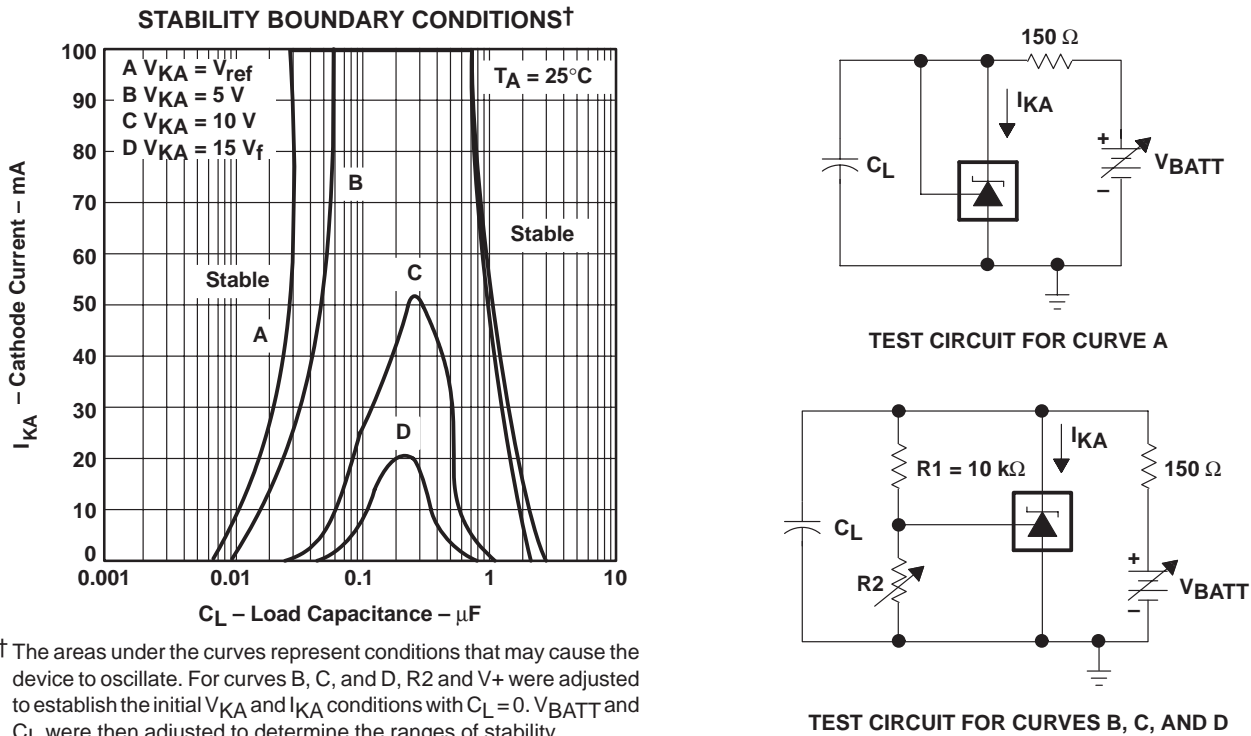 STABILITY BOUNDARY CONDITIONS†
100
90
80
70
60
50
40
30
20
10
0
IKA – Cathode Current – mA
A VKA = Vref
B VKA = 5 V
C VKA = 10 V
D VKA = 15 Vf
TA = 25°C
B
Stable
Stable
C
A
D
0.001
0.01
0.1
1
10
CL – Load Capacitance – μF
† The areas under the curves represent conditions that may cause the
device to oscillate. For curves B, C, and D, R2 and V+ were adjusted
to establish the initial VKA and IKA conditions with CL = 0. VBATT and
CL were then adjusted to determine the ranges of stability.
150 Ω
IKA
CL
+
VBATT
–
TEST CIRCUIT FOR CURVE A
IKA
R1 = 10 kΩ
150 Ω
CL
+
R2
VBATT
–
TEST CIRCUIT FOR CURVES B, C, AND D